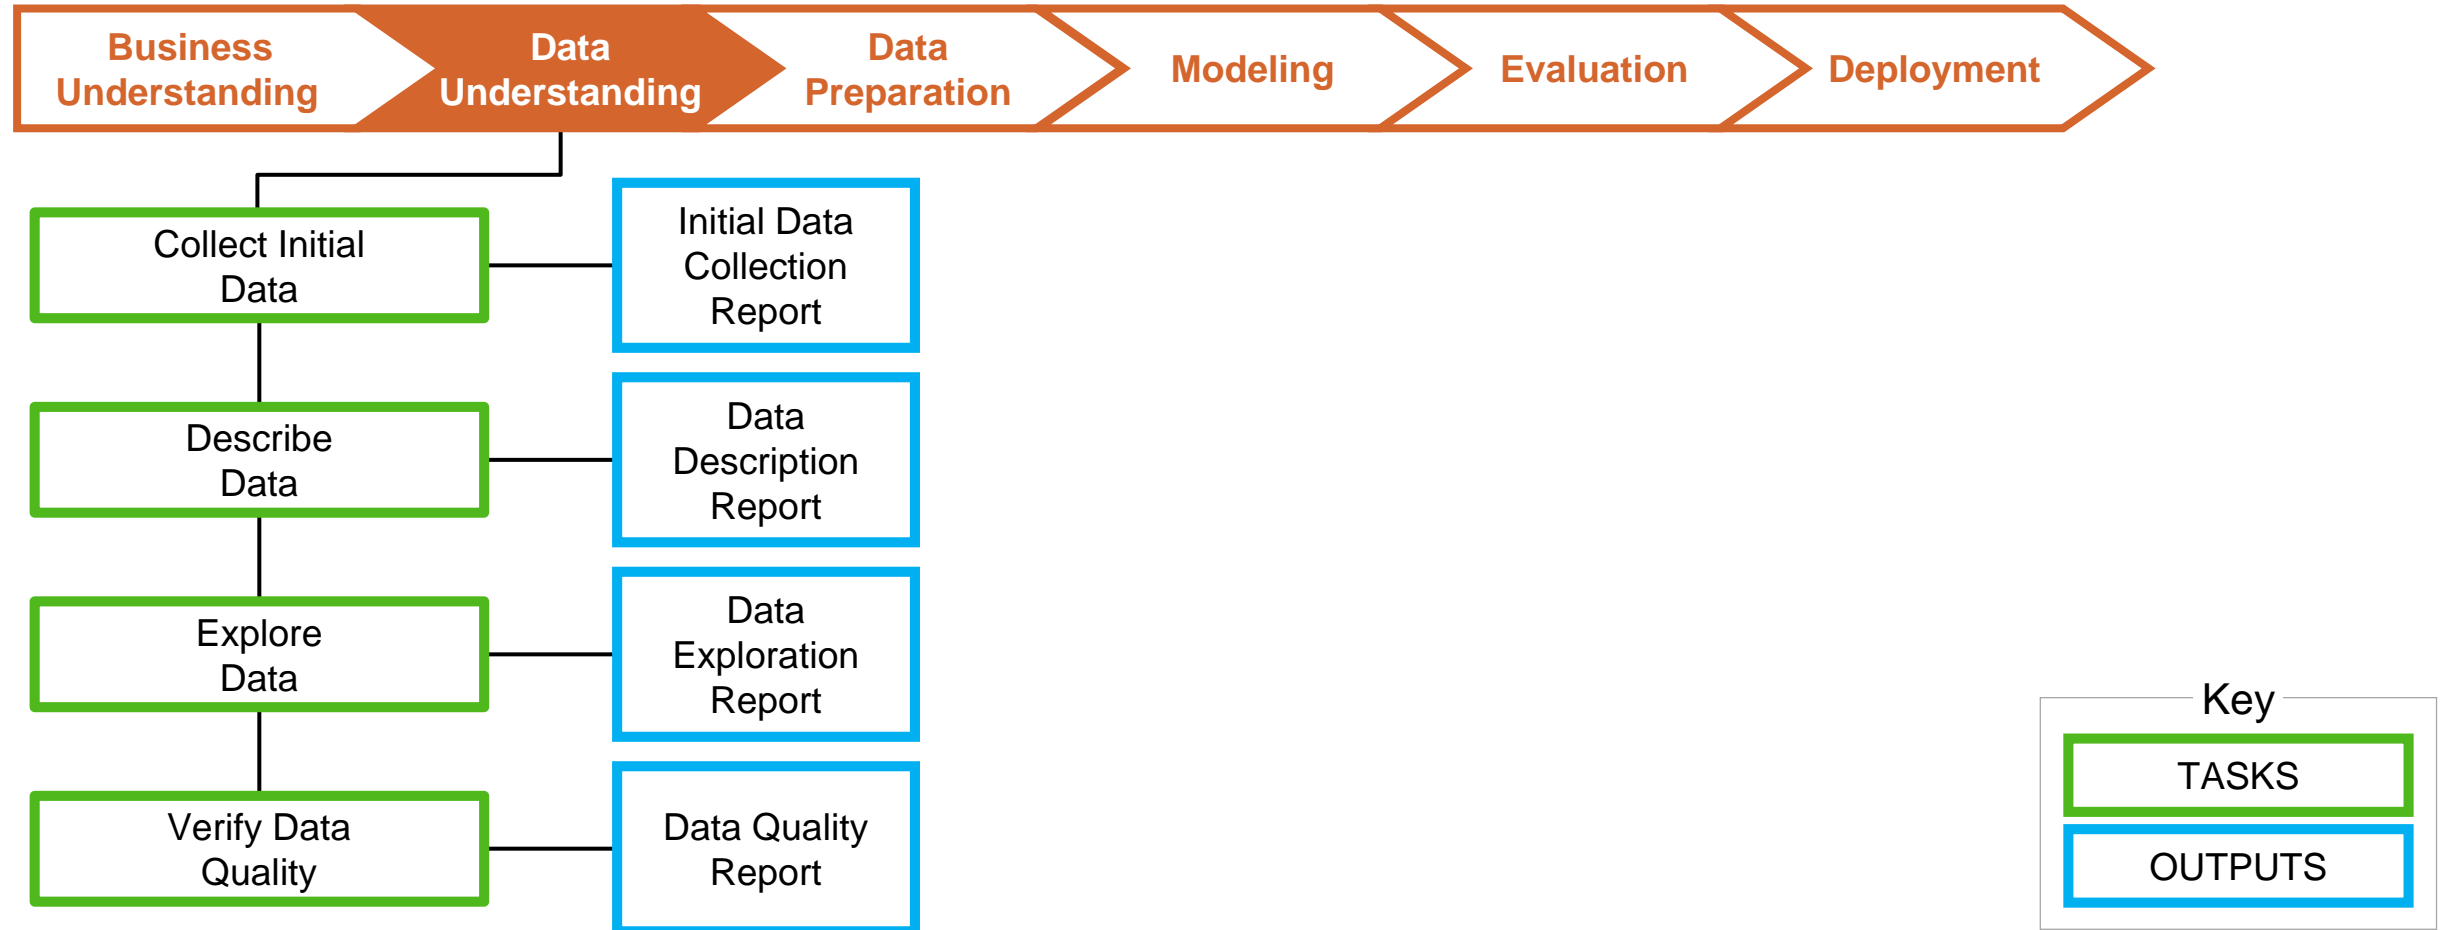 Business
Understanding
Data
Understanding
Data
Preparation
Modeling
Evaluation
Deployment
Collect Initial
Data
Initial Data
Collection
Report
Describe
Data
Data
Description
Report
Explore
Data
Data
Exploration
Report
Verify Data
Quality
Data Quality
Report
Key
TASKS
OUTPUTS